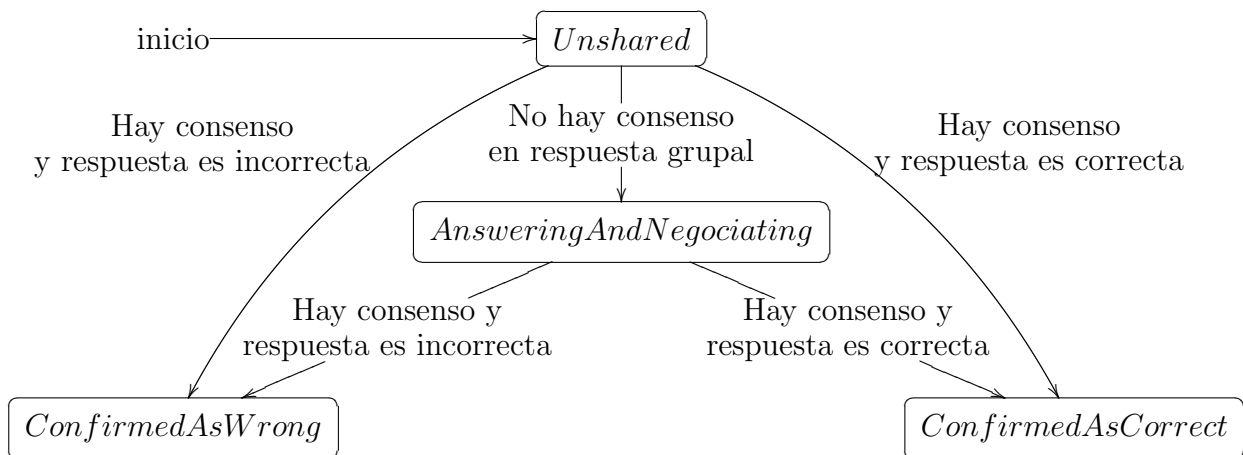 inicio
Unshared
Hay consenso
y respuesta es incorrecta
No hay consenso
en respuesta grupal
Hay consenso
y respuesta es correcta
AnsweringAndNegociating
Hay consenso y
respuesta es incorrecta
Hay consenso y
respuesta es correcta
ConfirmedAsWrong
ConfirmedAsCorrect